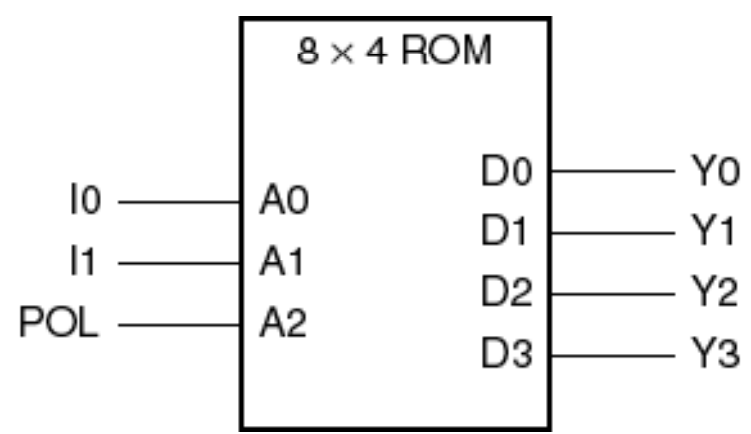 8 × 4 ROM
D0 Y0
I0 A0
D1 Y1
I1 A1
D2 Y2
POL A2
D3 Y3